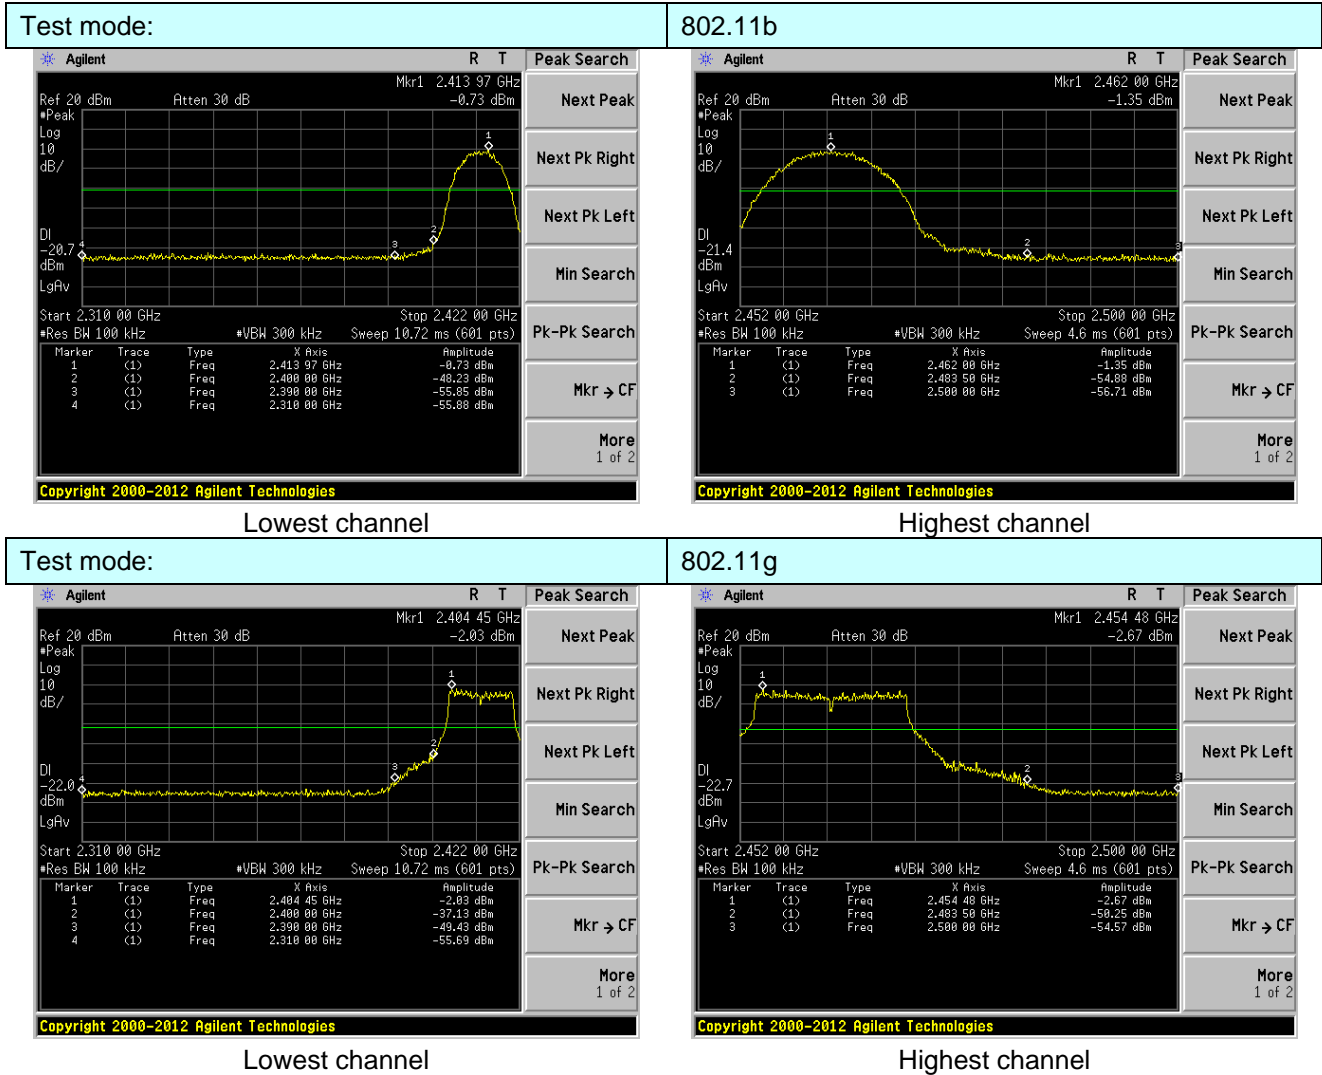 Test mode: 802.11b
Agilent R T Peak Search
Mkr1 2.413 97 GHz
Ref 20 dBm Atten 30 dB -0.73 dBm
#Peak
Log
10
dB/
1
2
3
4
DI
-20.7
dBm
LgAv
Start 2.310 00 GHz Stop 2.422 00 GHz
#Res BW 100 kHz #VBW 300 kHz Sweep 10.72 ms (601 pts)
Marker Trace Type X Axis Amplitude
1 (1) Freq 2.413 97 GHz -0.73 dBm
2 (1) Freq 2.400 00 GHz -48.23 dBm
3 (1) Freq 2.390 00 GHz -55.85 dBm
4 (1) Freq 2.310 00 GHz -55.88 dBm
Next Peak
Next Pk Right
Next Pk Left
Min Search
Pk-Pk Search
Mkr → CF
More
1 of 2
Copyright 2000-2012 Agilent Technologies
Lowest channel
Agilent R T Peak Search
Mkr1 2.462 00 GHz
Ref 20 dBm Atten 30 dB -1.35 dBm
#Peak
Log
10
dB/
1
2
3
DI
-21.4
dBm
LgAv
Start 2.452 00 GHz Stop 2.500 00 GHz
#Res BW 100 kHz #VBW 300 kHz Sweep 4.6 ms (601 pts)
Marker Trace Type X Axis Amplitude
1 (1) Freq 2.462 00 GHz -1.35 dBm
2 (1) Freq 2.483 50 GHz -54.88 dBm
3 (1) Freq 2.500 00 GHz -56.71 dBm
Next Peak
Next Pk Right
Next Pk Left
Min Search
Pk-Pk Search
Mkr → CF
More
1 of 2
Copyright 2000-2012 Agilent Technologies
Highest channel
Test mode: 802.11g
Agilent R T Peak Search
Mkr1 2.404 45 GHz
Ref 20 dBm Atten 30 dB -2.03 dBm
#Peak
Log
10
dB/
1
2
3
4
DI
-22.0
dBm
LgAv
Start 2.310 00 GHz Stop 2.422 00 GHz
#Res BW 100 kHz #VBW 300 kHz Sweep 10.72 ms (601 pts)
Marker Trace Type X Axis Amplitude
1 (1) Freq 2.404 45 GHz -2.03 dBm
2 (1) Freq 2.400 00 GHz -37.13 dBm
3 (1) Freq 2.390 00 GHz -49.43 dBm
4 (1) Freq 2.310 00 GHz -55.69 dBm
Next Peak
Next Pk Right
Next Pk Left
Min Search
Pk-Pk Search
Mkr → CF
More
1 of 2
Copyright 2000-2012 Agilent Technologies
Lowest channel
Agilent R T Peak Search
Mkr1 2.454 48 GHz
Ref 20 dBm Atten 30 dB -2.67 dBm
#Peak
Log
10
dB/
1
2
3
DI
-22.7
dBm
LgAv
Start 2.452 00 GHz Stop 2.500 00 GHz
#Res BW 100 kHz #VBW 300 kHz Sweep 4.6 ms (601 pts)
Marker Trace Type X Axis Amplitude
1 (1) Freq 2.454 48 GHz -2.67 dBm
2 (1) Freq 2.483 50 GHz -50.25 dBm
3 (1) Freq 2.500 00 GHz -54.57 dBm
Next Peak
Next Pk Right
Next Pk Left
Min Search
Pk-Pk Search
Mkr → CF
More
1 of 2
Copyright 2000-2012 Agilent Technologies
Highest channel